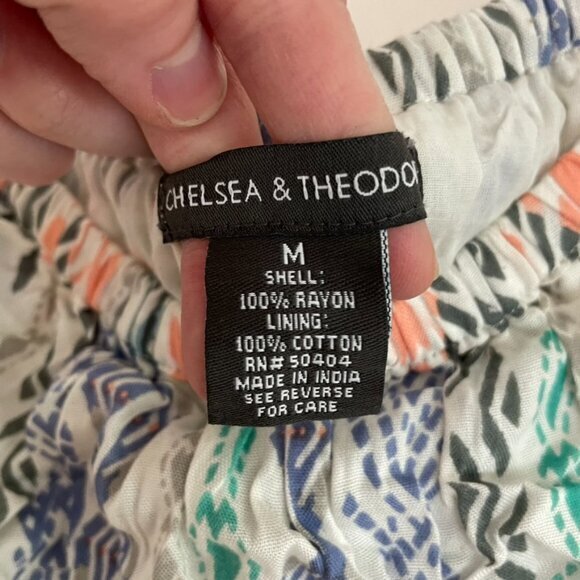 CHELSEA & THEODO
M
SHELL:
100% RAYON
LINING:
100% COTTON
RN# 50404
MADE IN INDIA
SEE REVERSE
FOR CARE